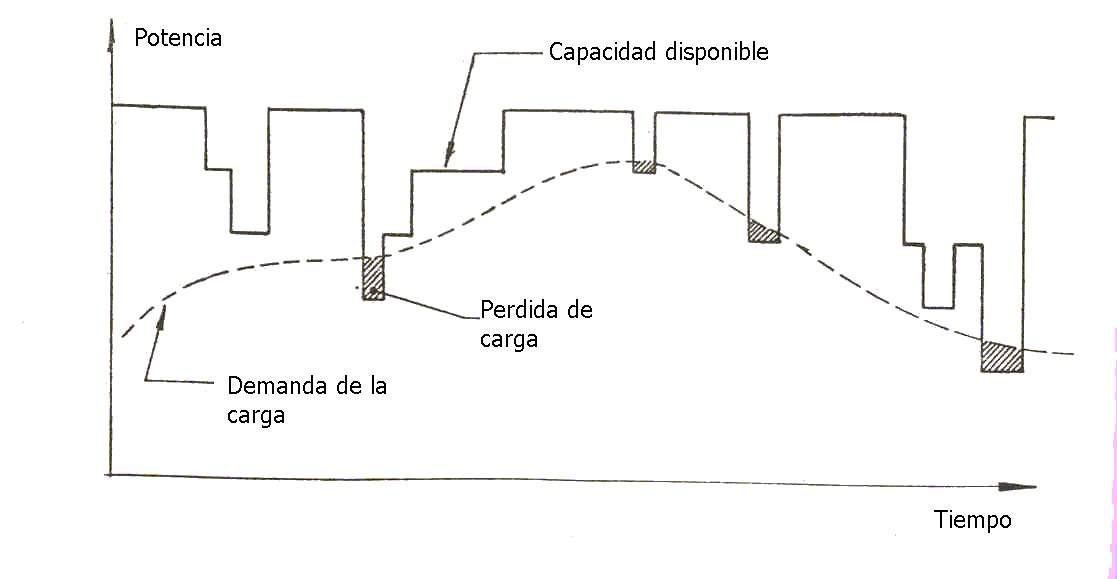 Potencia
Capacidad disponible
Perdida de
carga
Demanda de la
carga
Tiempo